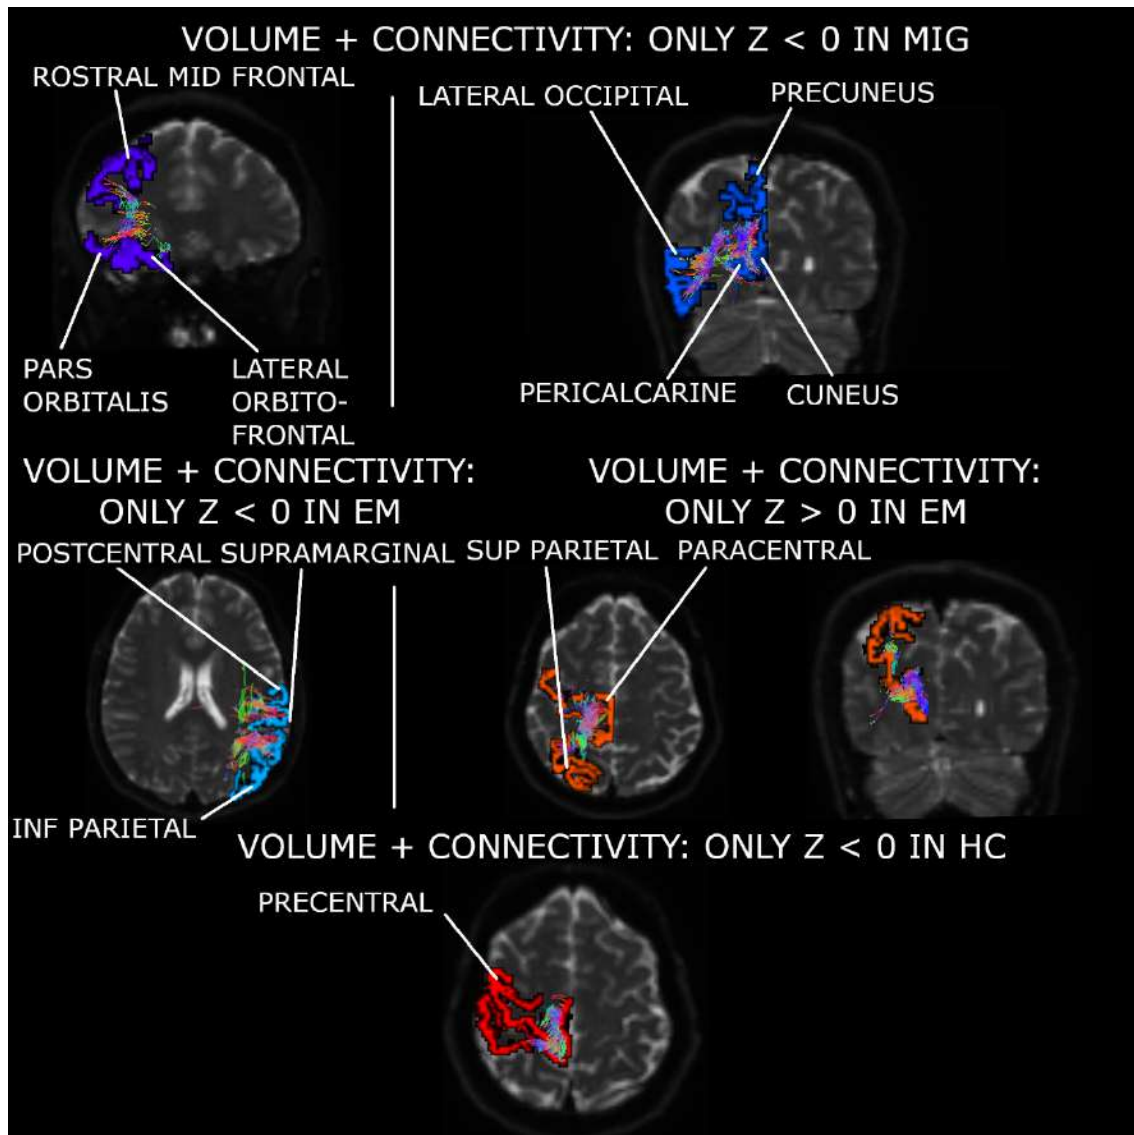 VOLUME + CONNECTIVITY: ONLY Z < 0 IN MIG
ROSTRAL MID FRONTAL
LATERAL OCCIPITAL
PRECUNEUS
PARS
ORBITALIS
LATERAL
ORBITO-
FRONTAL
PERICALCARINE
CUNEUS
VOLUME + CONNECTIVITY:
ONLY Z < 0 IN EM
VOLUME + CONNECTIVITY:
ONLY Z > 0 IN EM
POSTCENTRAL SUPRAMARGINAL
SUP PARIETAL
PARACENTRAL
INF PARIETAL
VOLUME + CONNECTIVITY: ONLY Z < 0 IN HC
PRECENTRAL